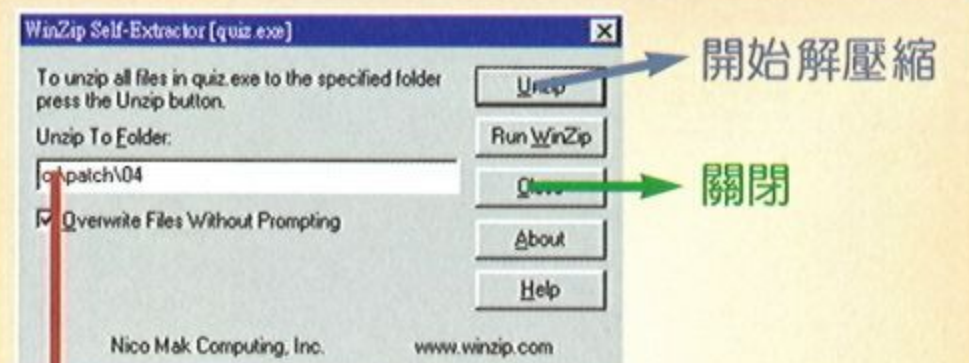 WinZip Self-Extractor [quiz.exe]
To unzip all files in quiz.exe to the specified folder
press the Unzip button.
Unzip
開始解壓縮
Unzip To Folder:
Run WinZip
\patch\04
Close
關閉
Overwrite Files Without Prompting
About
Help
Nico Mak Computing, Inc.
www.winzip.com